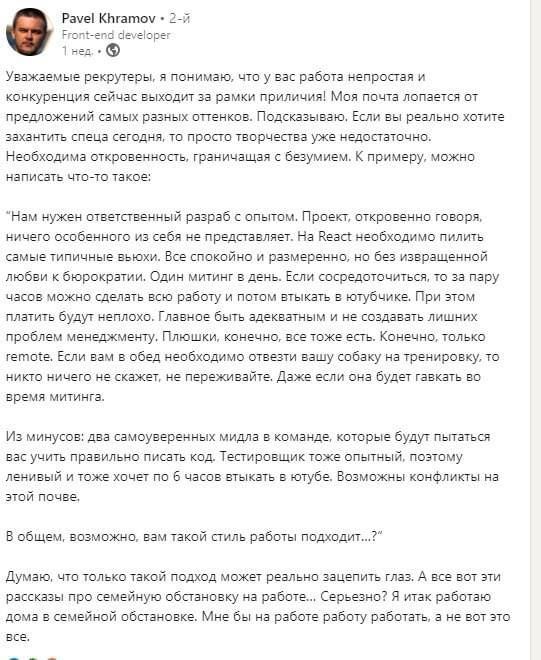 Pavel Khramov • 2-й
Front-end developer
1 нед. •
Уважаемые рекрутеры, я понимаю, что у вас работа непростая и
конкуренция сейчас выходит за рамки приличия! Моя почта лопается от
предложений самых разных оттенков. Подсказываю. Если вы реально хотите
захантить спеца сегодня, то просто творчества уже недостаточно.
Необходима откровенность, граничащая с безумием. К примеру, можно
написать что-то такое:
"Нам нужен ответственный разраб с опытом. Проект, откровенно говоря,
ничего особенного из себя не представляет. На React необходимо пилить
самые типичные вьюхи. Все спокойно и размеренно, но без извращенной
любви к бюрократии. Один митинг в день. Если сосредоточиться, то за пару
часов можно сделать всю работу и потом втыкать в ютубчике. При этом
платить будут неплохо. Главное быть адекватным и не создавать лишних
проблем менеджменту. Плюшки, конечно, все тоже есть. Конечно, только
remote. Если вам в обед необходимо отвезти вашу собаку на тренировку, то
никто ничего не скажет, не переживайте. Даже если она будет гавкать во
время митинга.
Из минусов: два самоуверенных мидла в команде, которые будут пытаться
вас учить правильно писать код. Тестировщик тоже опытный, поэтому
ленивый и тоже хочет по 6 часов втыкать в ютубе. Возможны конфликты на
этой почве.
В общем, возможно, вам такой стиль работы подходит...?"
Думаю, что только такой подход может реально зацепить глаз. А все вот эти
рассказы про семейную обстановку на работе... Серьезно? Я итак работаю
дома в семейной обстановке. Мне бы на работе работу работать, а не вот это
все.